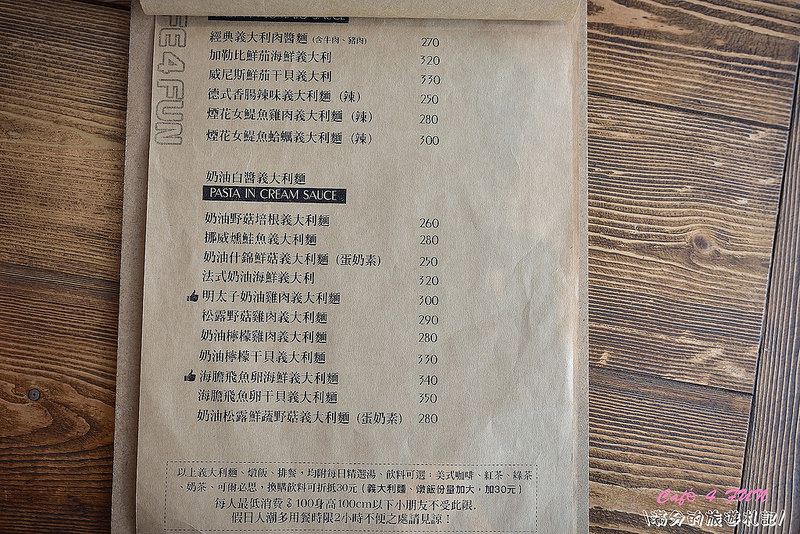 FE 4 FUN
經典義大利肉醬麵 (含牛肉、豬肉) 270
加勒比鮮茄海鮮義大利 320
威尼斯鮮茄干貝義大利 330
德式香腸辣味義大利麵 (辣) 250
煙花女鯷魚雞肉義大利麵 (辣) 280
煙花女鯷魚蛤蠣義大利麵 (辣) 300
奶油白醬義大利麵
PASTA IN CREAM SAUCE
奶油野菇培根義大利麵 260
挪威燻鮭魚義大利麵 280
奶油什錦鮮菇義大利麵 (蛋奶素) 250
法式奶油海鮮義大利 320
明太子奶油雞肉義大利麵 300
松露野菇雞肉義大利麵 290
奶油檸檬雞肉義大利麵 280
奶油檸檬干貝義大利麵 330
海膽飛魚卵海鮮義大利麵 340
海膽飛魚卵干貝義大利麵 350
奶油松露鮮蔬野菇義大利麵 (蛋奶素) 280
以上義大利麵、燉飯、排餐，均附每日精選湯、飲料可選：美式咖啡、紅茶、綠茶
、奶茶、可爾必思，換購飲料可折抵30元 (義大利麵、燉飯份量加大，加30元)
每人最低消費$100身高100cm以下小朋友不受此限.
假日人潮多用餐時限2小時不便之處請見諒！
Café 4 FUN
\滿分的旅遊札記/